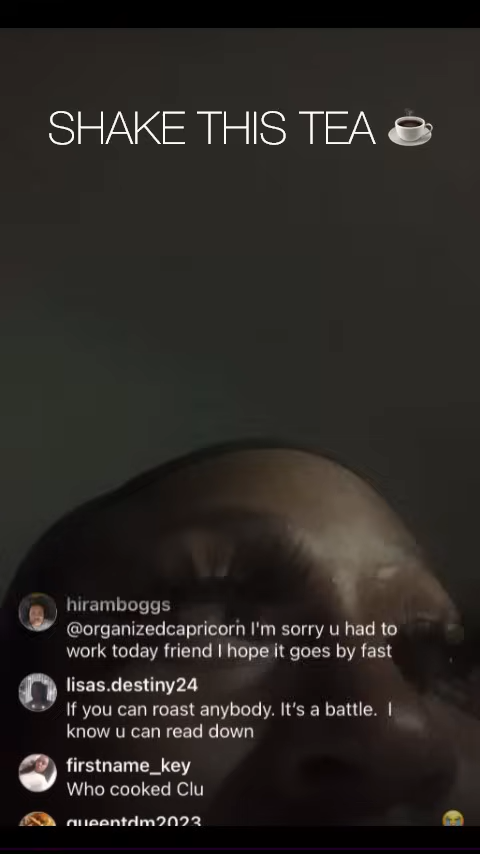 SHAKE THIS TEA ☕
hiramboggs
@organizedcapricorn I'm sorry u had to
work today friend I hope it goes by fast
lisas.destiny24
If you can roast anybody. It’s a battle.  I
know u can read down
firstname_key
Who cooked Clu
queentdm2023